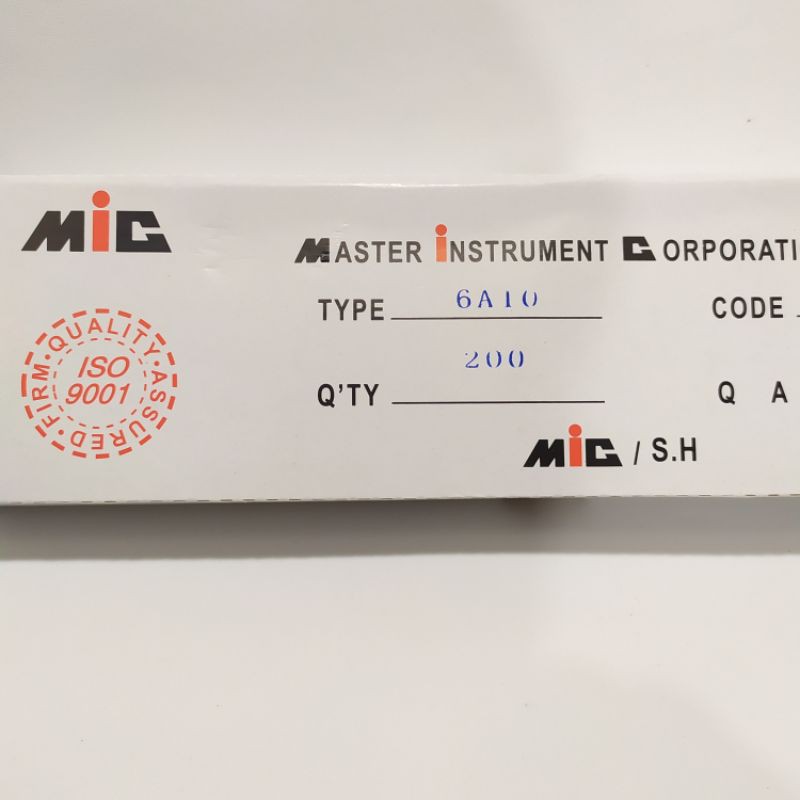 MiC
MASTER INSTRUMENT CORPORATI
TYPE 6A10
CODE
Q'TY 200
Q A
FIRM · QUALITY · ASSURED ·
ISO
9001
MiC / S.H